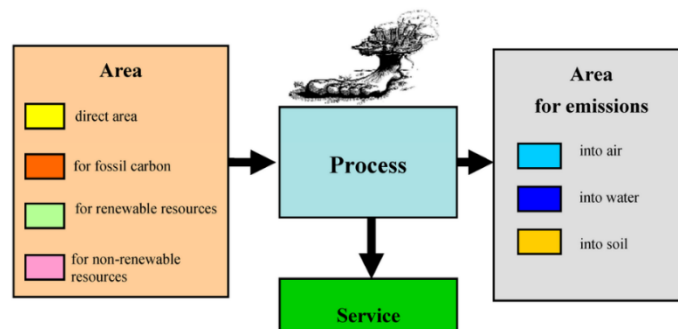 Area
direct area
for fossil carbon
for renewable resources
for non-renewable
resources
Process
Service
Area
for emissions
into air
into water
into soil